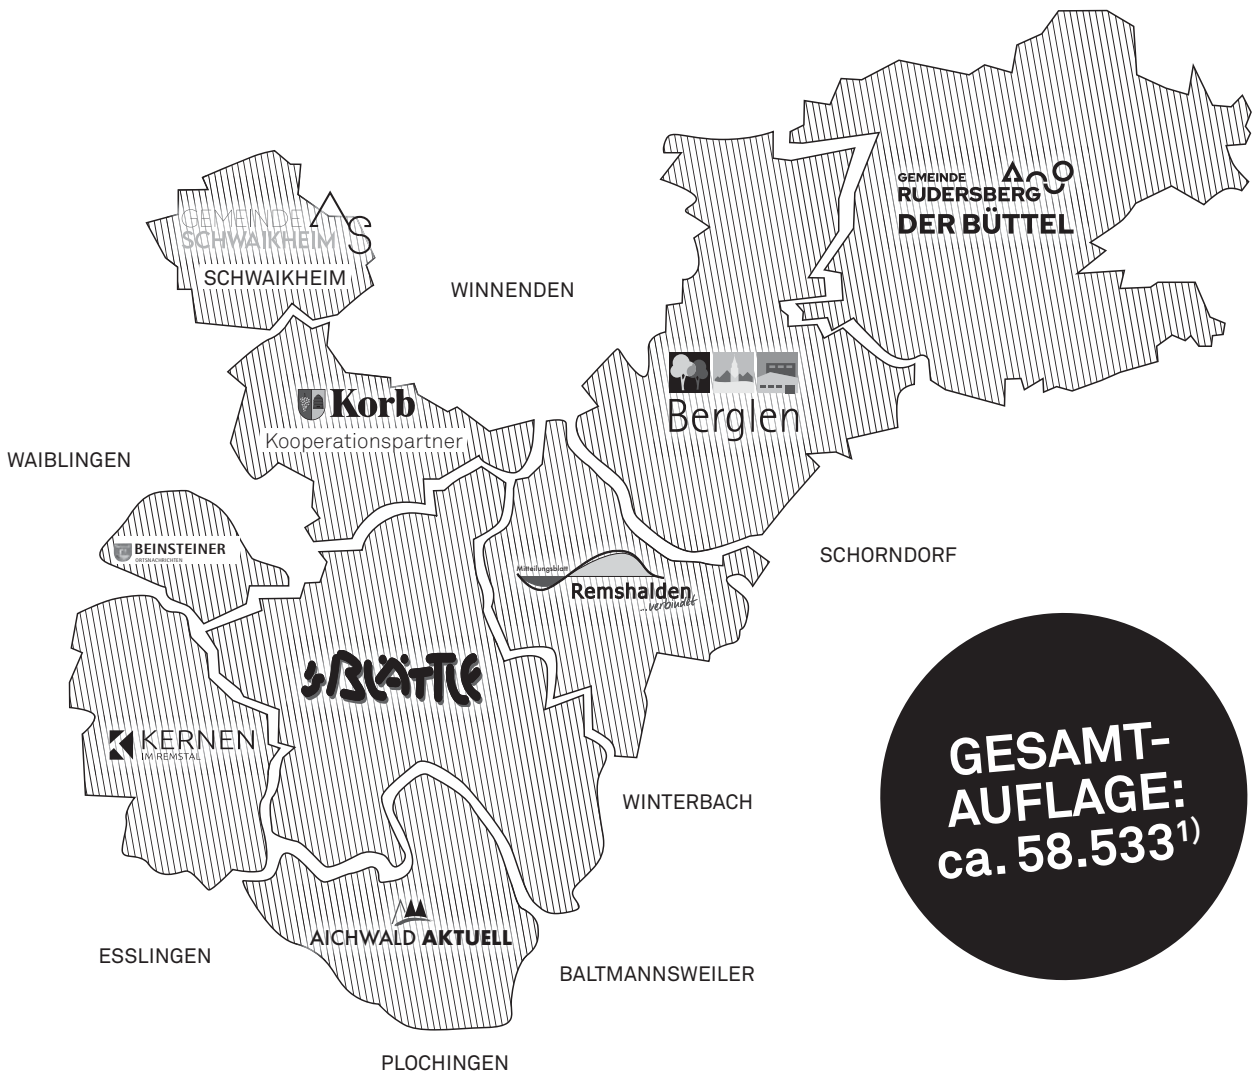 GEMEINDE
RUDERSBERG
DER BÜTTEL
GEMEINDE
SCHWAIKHEIM
S
SCHWAIKHEIM
WINNENDEN
Korb
Kooperationspartner
Berglen
WAIBLINGEN
BEINSTEINER
ORTSNACHRICHTEN
SCHORNDORF
Mitteilungsblatt
Remshalden
...verbindet
's BLÄTTLE
KERNEN
IM REMSTAL
GESAMT-
AUFLAGE:
ca. 58.533¹⁾
WINTERBACH
AICHWALD AKTUELL
ESSLINGEN
BALTMANNSWEILER
PLOCHINGEN